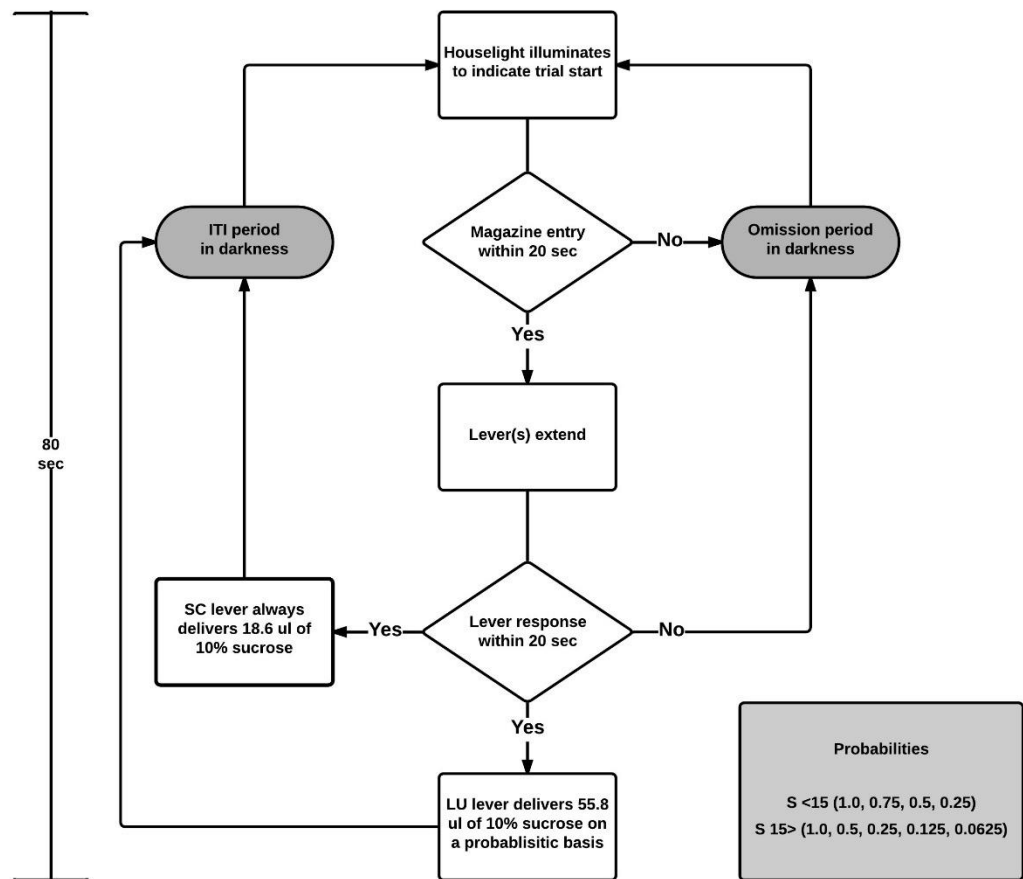 Houselight illuminates
to indicate trial start
ITI period
in darkness
Magazine entry
within 20 sec
No
Omission period
in darkness
Yes
Lever(s) extend
80
sec
SC lever always
delivers 18.6 ul of
10% sucrose
Yes
Lever response
within 20 sec
No
Yes
LU lever delivers 55.8
ul of 10% sucrose on
a probablisitic basis
Probabilities
S <15 (1.0, 0.75, 0.5, 0.25)
S 15> (1.0, 0.5, 0.25, 0.125, 0.0625)